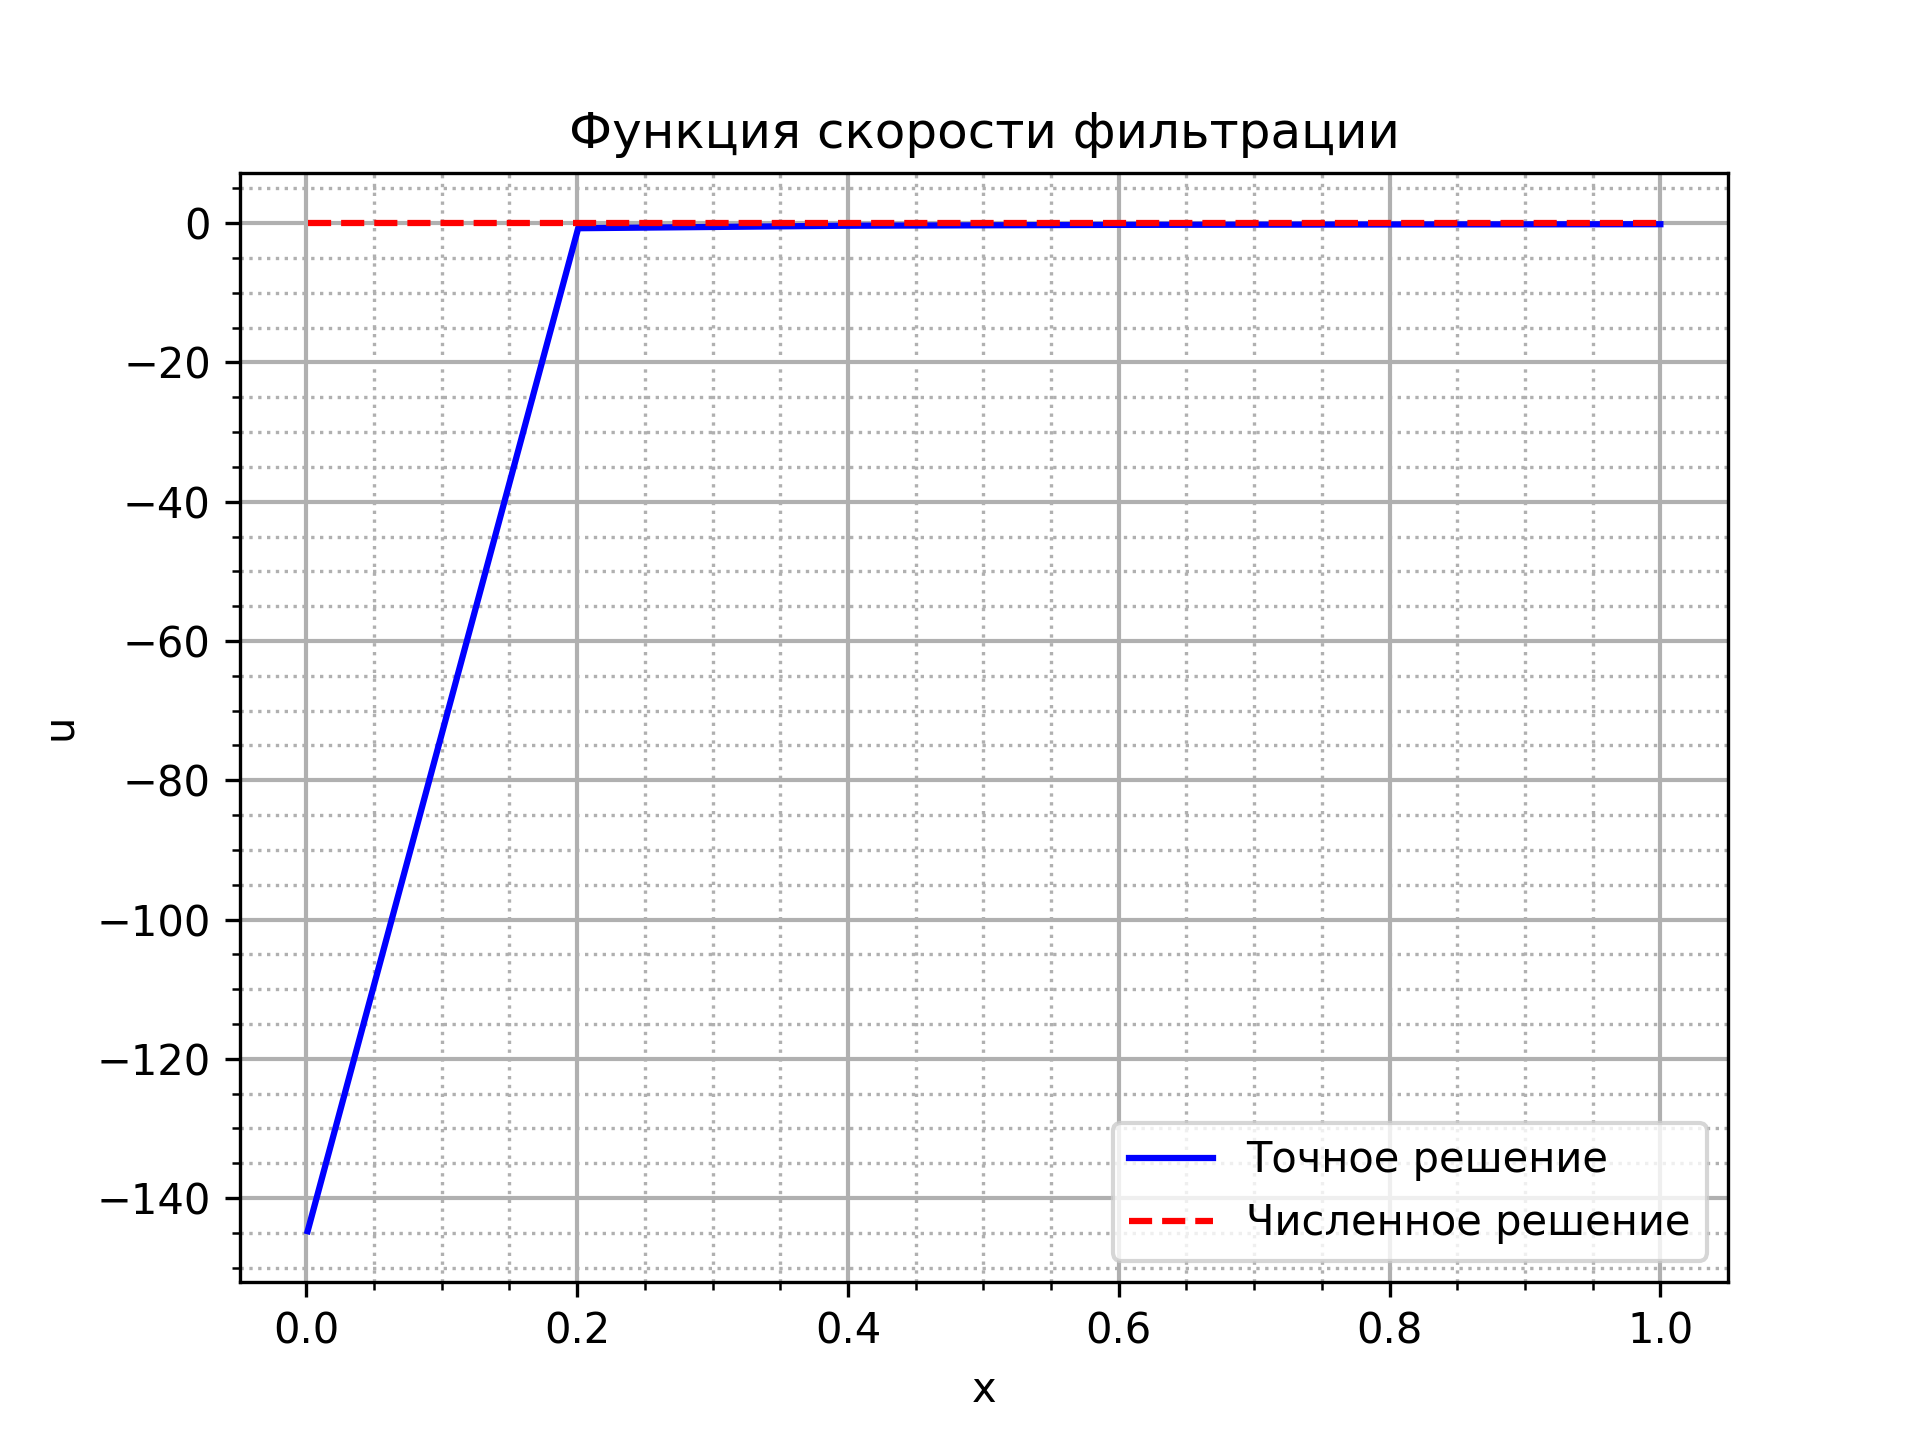 Функция скорости фильтрации
0
−20
−40
−60
−80
−100
−120
−140
u
Точное решение
Численное решение
0.0 0.2 0.4 0.6 0.8 1.0
x